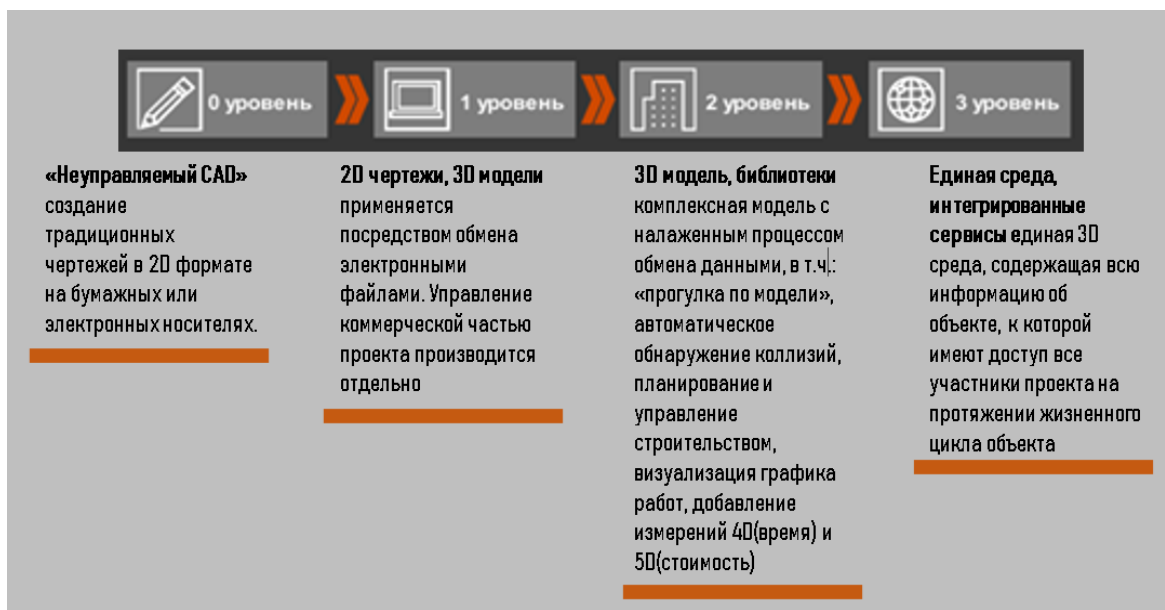 0 уровень
1 уровень
2 уровень
3 уровень
«Неуправляемый CAD»
создание
традиционных
чертежей в 2D формате
на бумажных или
электронных носителях.
2D чертежи, 3D модели
применяется
посредством обмена
электронными
файлами. Управление
коммерческой частью
проекта производится
отдельно
3D модель, библиотеки
комплексная модель с
налаженным процессом
обмена данными, в т.ч.:
«прогулка по модели»,
автоматическое
обнаружение коллизий,
планирование и
управление
строительством,
визуализация графика
работ, добавление
измерений 4D(время) и
5D(стоимость)
Единая среда,
интегрированные
сервисы единая 3D
среда, содержащая всю
информацию об
объекте, к которой
имеют доступ все
участники проекта на
протяжении жизненного
цикла объекта